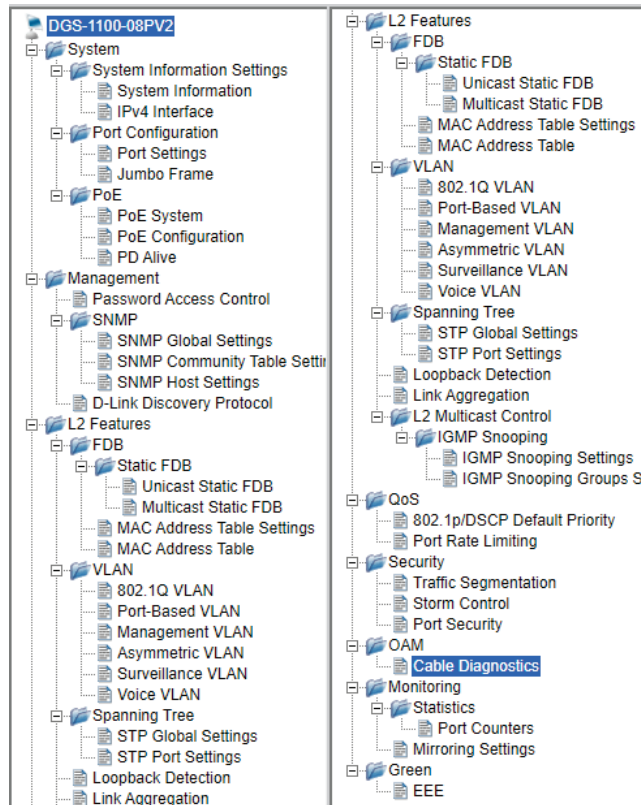 DGS-1100-08PV2
System
System Information Settings
System Information
IPv4 Interface
Port Configuration
Port Settings
Jumbo Frame
PoE
PoE System
PoE Configuration
PD Alive
Management
Password Access Control
SNMP
SNMP Global Settings
SNMP Community Table Settin
SNMP Host Settings
D-Link Discovery Protocol
L2 Features
FDB
Static FDB
Unicast Static FDB
Multicast Static FDB
MAC Address Table Settings
MAC Address Table
VLAN
802.1Q VLAN
Port-Based VLAN
Management VLAN
Asymmetric VLAN
Surveillance VLAN
Voice VLAN
Spanning Tree
STP Global Settings
STP Port Settings
Loopback Detection
Link Aggregation
L2 Features
FDB
Static FDB
Unicast Static FDB
Multicast Static FDB
MAC Address Table Settings
MAC Address Table
VLAN
802.1Q VLAN
Port-Based VLAN
Management VLAN
Asymmetric VLAN
Surveillance VLAN
Voice VLAN
Spanning Tree
STP Global Settings
STP Port Settings
Loopback Detection
Link Aggregation
L2 Multicast Control
IGMP Snooping
IGMP Snooping Settings
IGMP Snooping Groups S
QoS
802.1p/DSCP Default Priority
Port Rate Limiting
Security
Traffic Segmentation
Storm Control
Port Security
OAM
Cable Diagnostics
Monitoring
Statistics
Port Counters
Mirroring Settings
Green
EEE